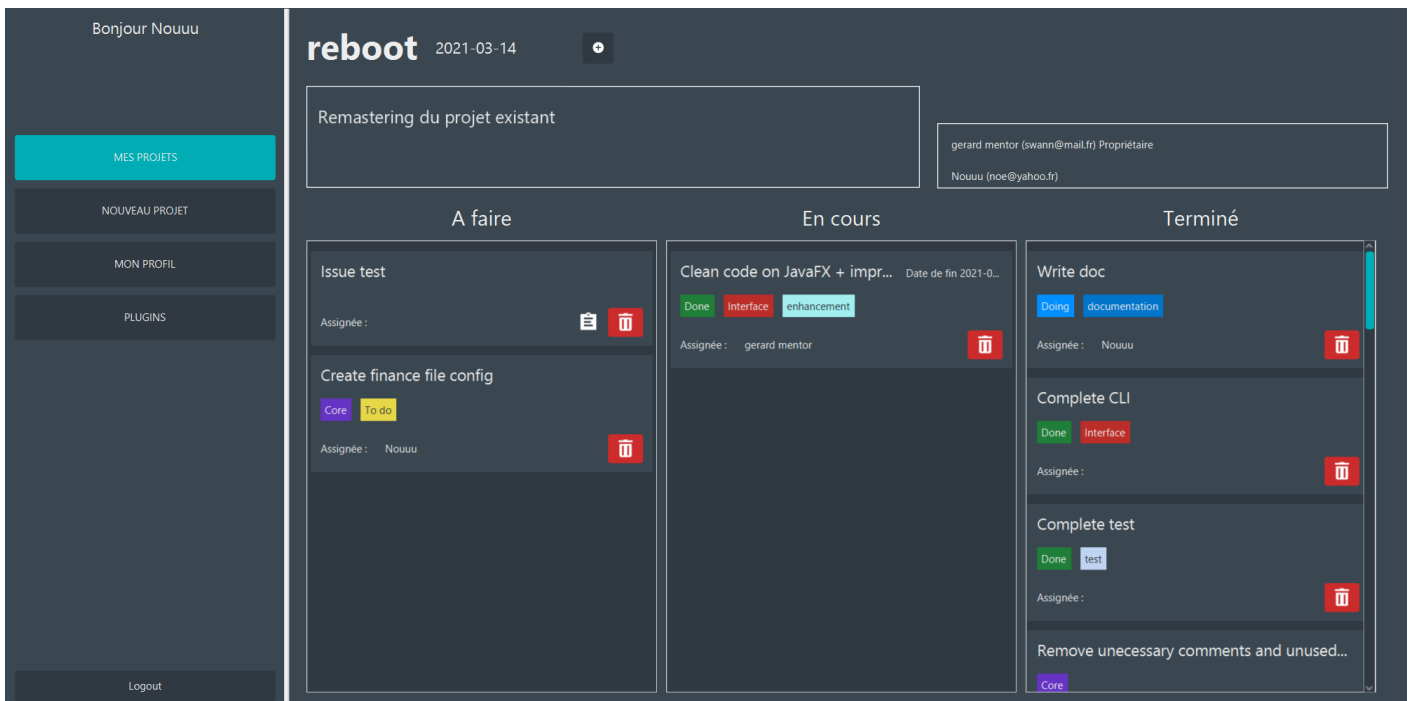 Bonjour Nouuu
MES PROJETS
NOUVEAU PROJET
MON PROFIL
PLUGINS
Logout
reboot 2021-03-14
Remastering du projet existant
gerard mentor (swann@mail.fr) Propriétaire
Nouuu (noe@yahoo.fr)
A faire
Issue test
Assignée :
Create finance file config
Core To do
Assignée : Nouuu
En cours
Clean code on JavaFX + impr... Date de fin 2021-0...
Done Interface enhancement
Assignée : gerard mentor
Terminé
Write doc
Doing documentation
Assignée : Nouuu
Complete CLI
Done Interface
Assignée :
Complete test
Done test
Assignée :
Remove unecessary comments and unused...
Core